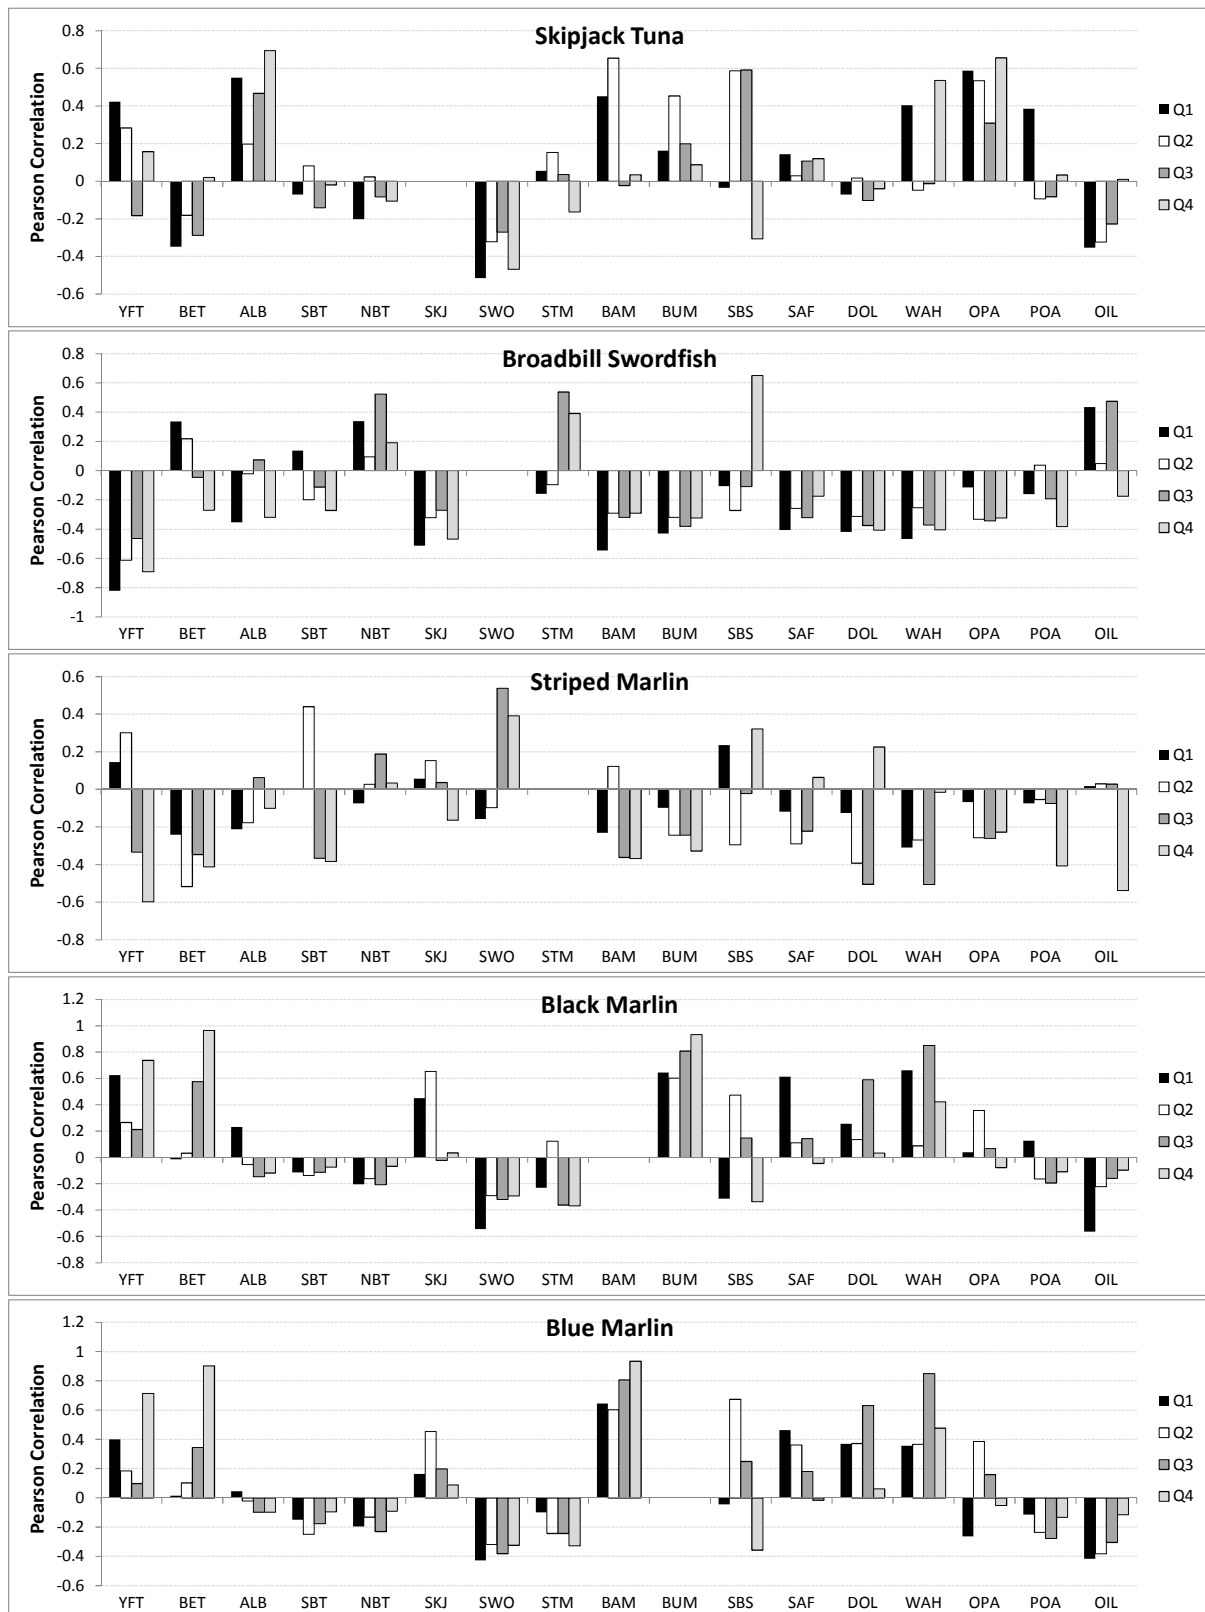 Skipjack Tuna
Pearson Correlation
0.8
0.6
0.4
0.2
0
-0.2
-0.4
-0.6
YFT BET ALB SBT NBT SKJ SWO STM BAM BUM SBS SAF DOL WAH OPA POA OIL
Q1
Q2
Q3
Q4
Broadbill Swordfish
Pearson Correlation
0.8
0.6
0.4
0.2
0
-0.2
-0.4
-0.6
-0.8
-1
YFT BET ALB SBT NBT SKJ SWO STM BAM BUM SBS SAF DOL WAH OPA POA OIL
Q1
Q2
Q3
Q4
Striped Marlin
Pearson Correlation
0.6
0.4
0.2
0
-0.2
-0.4
-0.6
-0.8
YFT BET ALB SBT NBT SKJ SWO STM BAM BUM SBS SAF DOL WAH OPA POA OIL
Q1
Q2
Q3
Q4
Black Marlin
Pearson Correlation
1.2
1
0.8
0.6
0.4
0.2
0
-0.2
-0.4
-0.6
-0.8
YFT BET ALB SBT NBT SKJ SWO STM BAM BUM SBS SAF DOL WAH OPA POA OIL
Q1
Q2
Q3
Q4
Blue Marlin
Pearson Correlation
1.2
1
0.8
0.6
0.4
0.2
0
-0.2
-0.4
-0.6
YFT BET ALB SBT NBT SKJ SWO STM BAM BUM SBS SAF DOL WAH OPA POA OIL
Q1
Q2
Q3
Q4